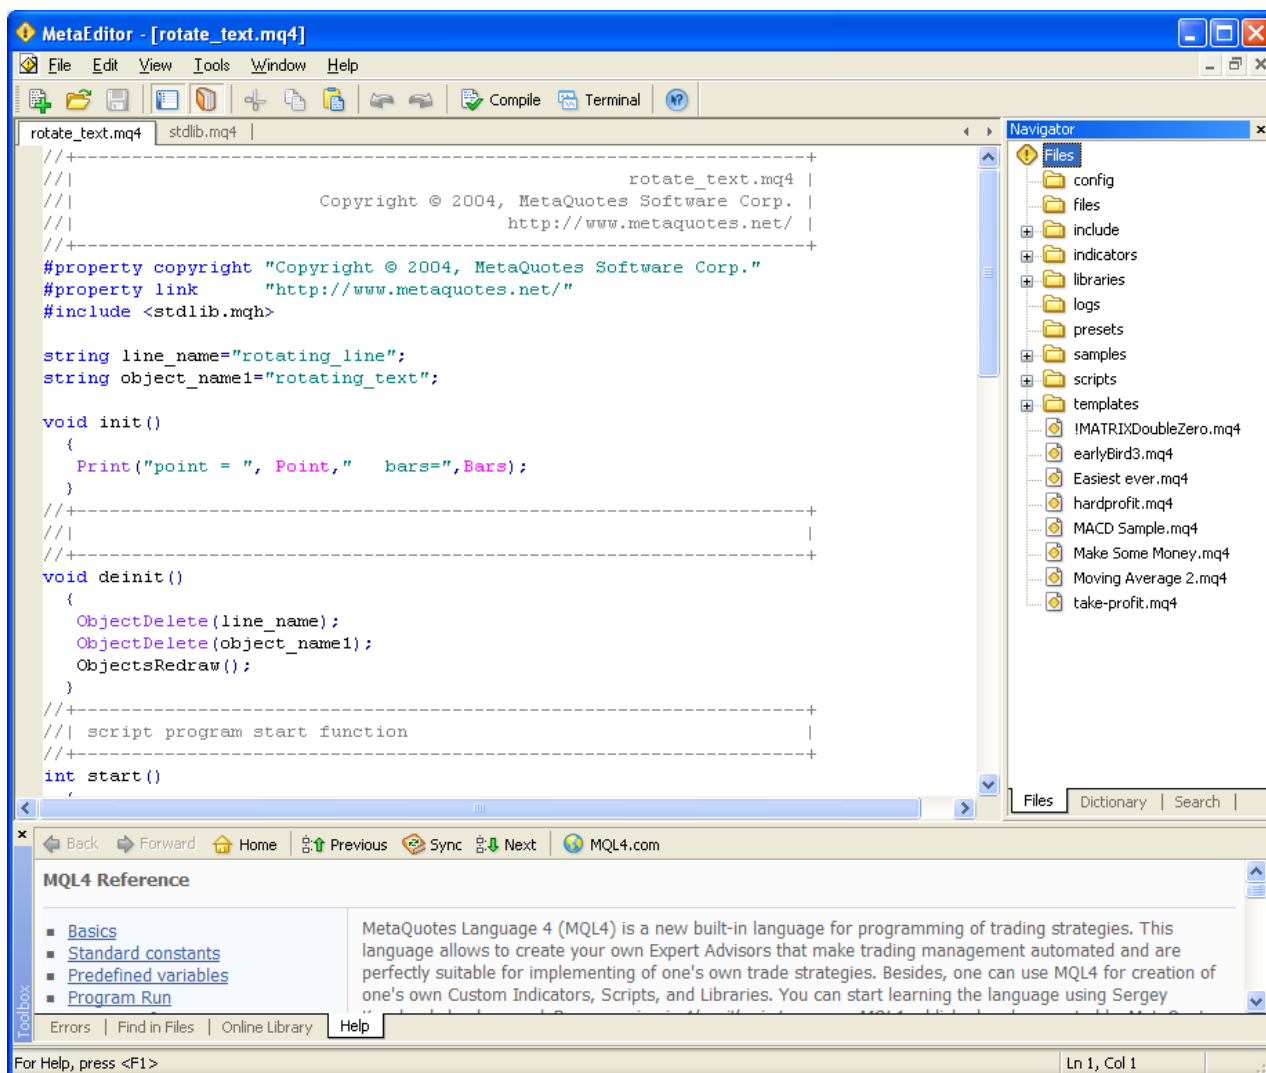 MetaEditor - [rotate_text.mq4]
File Edit View Tools Window Help
Compile Terminal
rotate_text.mq4 stdlib.mq4 |
//+------------------------------------------------------------------+
//| rotate_text.mq4 |
//| Copyright © 2004, MetaQuotes Software Corp. |
//| http://www.metaquotes.net/ |
//+------------------------------------------------------------------+
#property copyright "Copyright © 2004, MetaQuotes Software Corp."
#property link "http://www.metaquotes.net/"
#include <stdlib.mqh>
string line_name="rotating_line";
string object_name1="rotating_text";
void init()
{
Print("point = ", Point," bars=",Bars);
}
//+------------------------------------------------------------------+
//| |
//+------------------------------------------------------------------+
void deinit()
{
ObjectDelete(line_name);
ObjectDelete(object_name1);
ObjectsRedraw();
}
//+------------------------------------------------------------------+
//| script program start function |
//+------------------------------------------------------------------+
int start()
Navigator
Files
config
files
include
indicators
libraries
logs
presets
samples
scripts
templates
!MATRIXDoubleZero.mq4
earlyBird3.mq4
Easiest ever.mq4
hardprofit.mq4
MACD Sample.mq4
Make Some Money.mq4
Moving Average 2.mq4
take-profit.mq4
Files Dictionary | Search |
Back Forward Home Previous Sync Next MQL4.com
MQL4 Reference
Basics
Standard constants
Predefined variables
Program Run
MetaQuotes Language 4 (MQL4) is a new built-in language for programming of trading strategies. This
language allows to create your own Expert Advisors that make trading management automated and are
perfectly suitable for implementing of one's own trade strategies. Besides, one can use MQL4 for creation of
one's own Custom Indicators, Scripts, and Libraries. You can start learning the language using Sergey
Toolbox
Errors | Find in Files | Online Library Help
For Help, press <F1>
Ln 1, Col 1